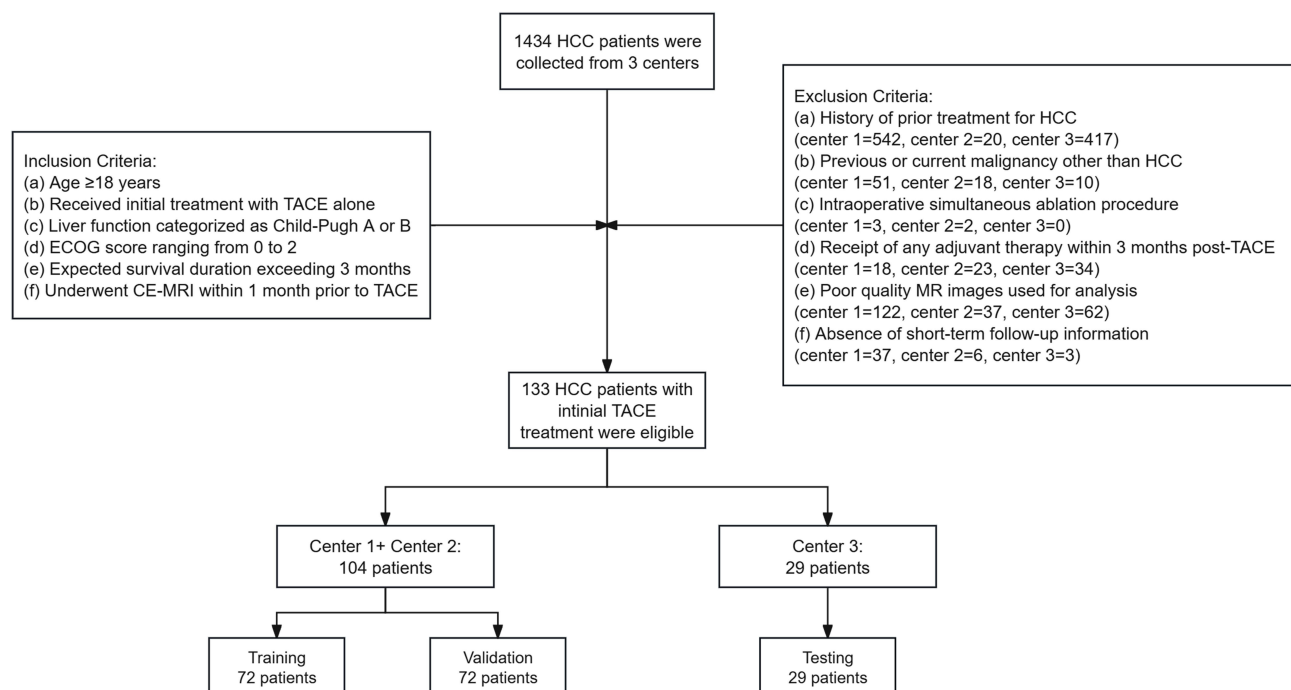 1434 HCC patients were
collected from 3 centers
Inclusion Criteria:
(a) Age ≥18 years
(b) Received initial treatment with TACE alone
(c) Liver function categorized as Child-Pugh A or B
(d) ECOG score ranging from 0 to 2
(e) Expected survival duration exceeding 3 months
(f) Underwent CE-MRI within 1 month prior to TACE
Exclusion Criteria:
(a) History of prior treatment for HCC
(center 1=542, center 2=20, center 3=417)
(b) Previous or current malignancy other than HCC
(center 1=51, center 2=18, center 3=10)
(c) Intraoperative simultaneous ablation procedure
(center 1=3, center 2=2, center 3=0)
(d) Receipt of any adjuvant therapy within 3 months post-TACE
(center 1=18, center 2=23, center 3=34)
(e) Poor quality MR images used for analysis
(center 1=122, center 2=37, center 3=62)
(f) Absence of short-term follow-up information
(center 1=37, center 2=6, center 3=3)
133 HCC patients with
intinial TACE
treatment were eligible
Center 1+ Center 2:
104 patients
Center 3:
29 patients
Training
72 patients
Validation
72 patients
Testing
29 patients